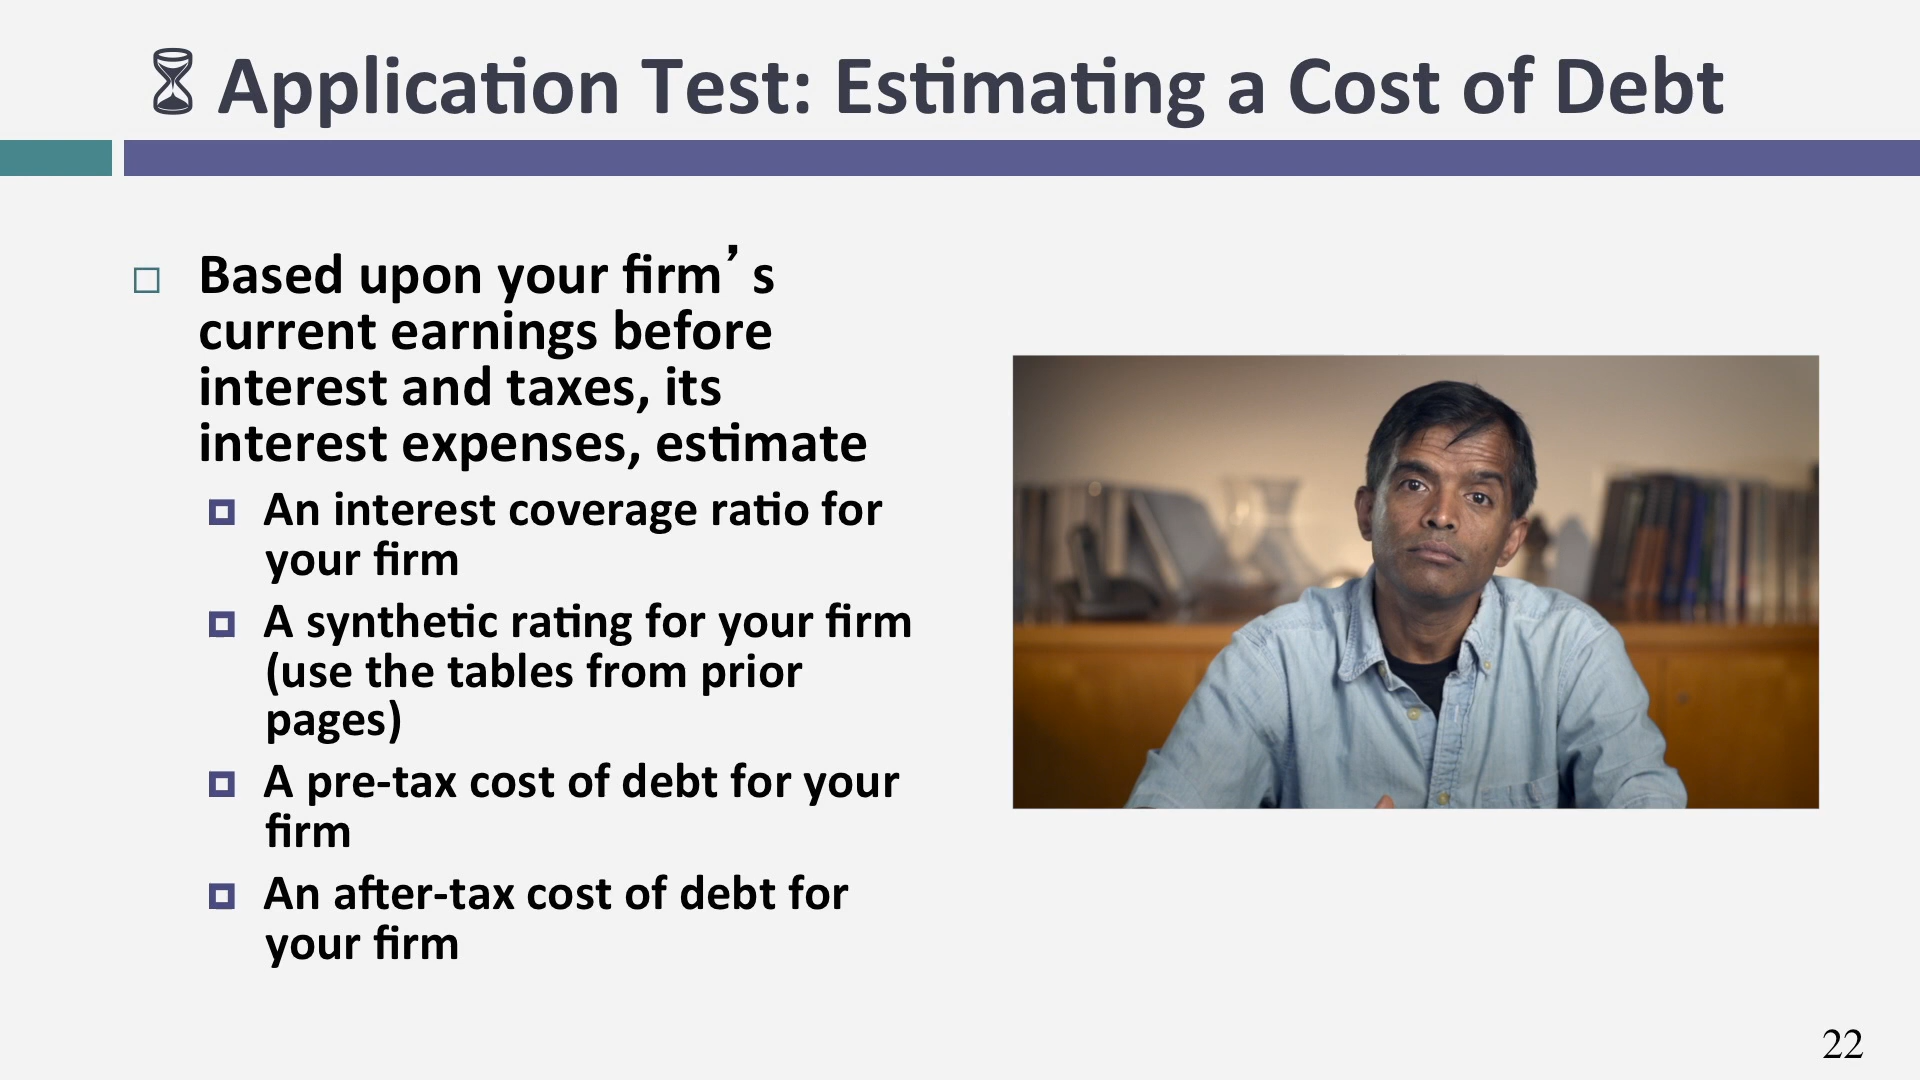 Application Test: Estimating a Cost of Debt
Based upon your firm’s
current earnings before
interest and taxes, its
interest expenses, estimate
An interest coverage ratio for
your firm
A synthetic rating for your firm
(use the tables from prior
pages)
A pre-tax cost of debt for your
firm
An after-tax cost of debt for
your firm
22